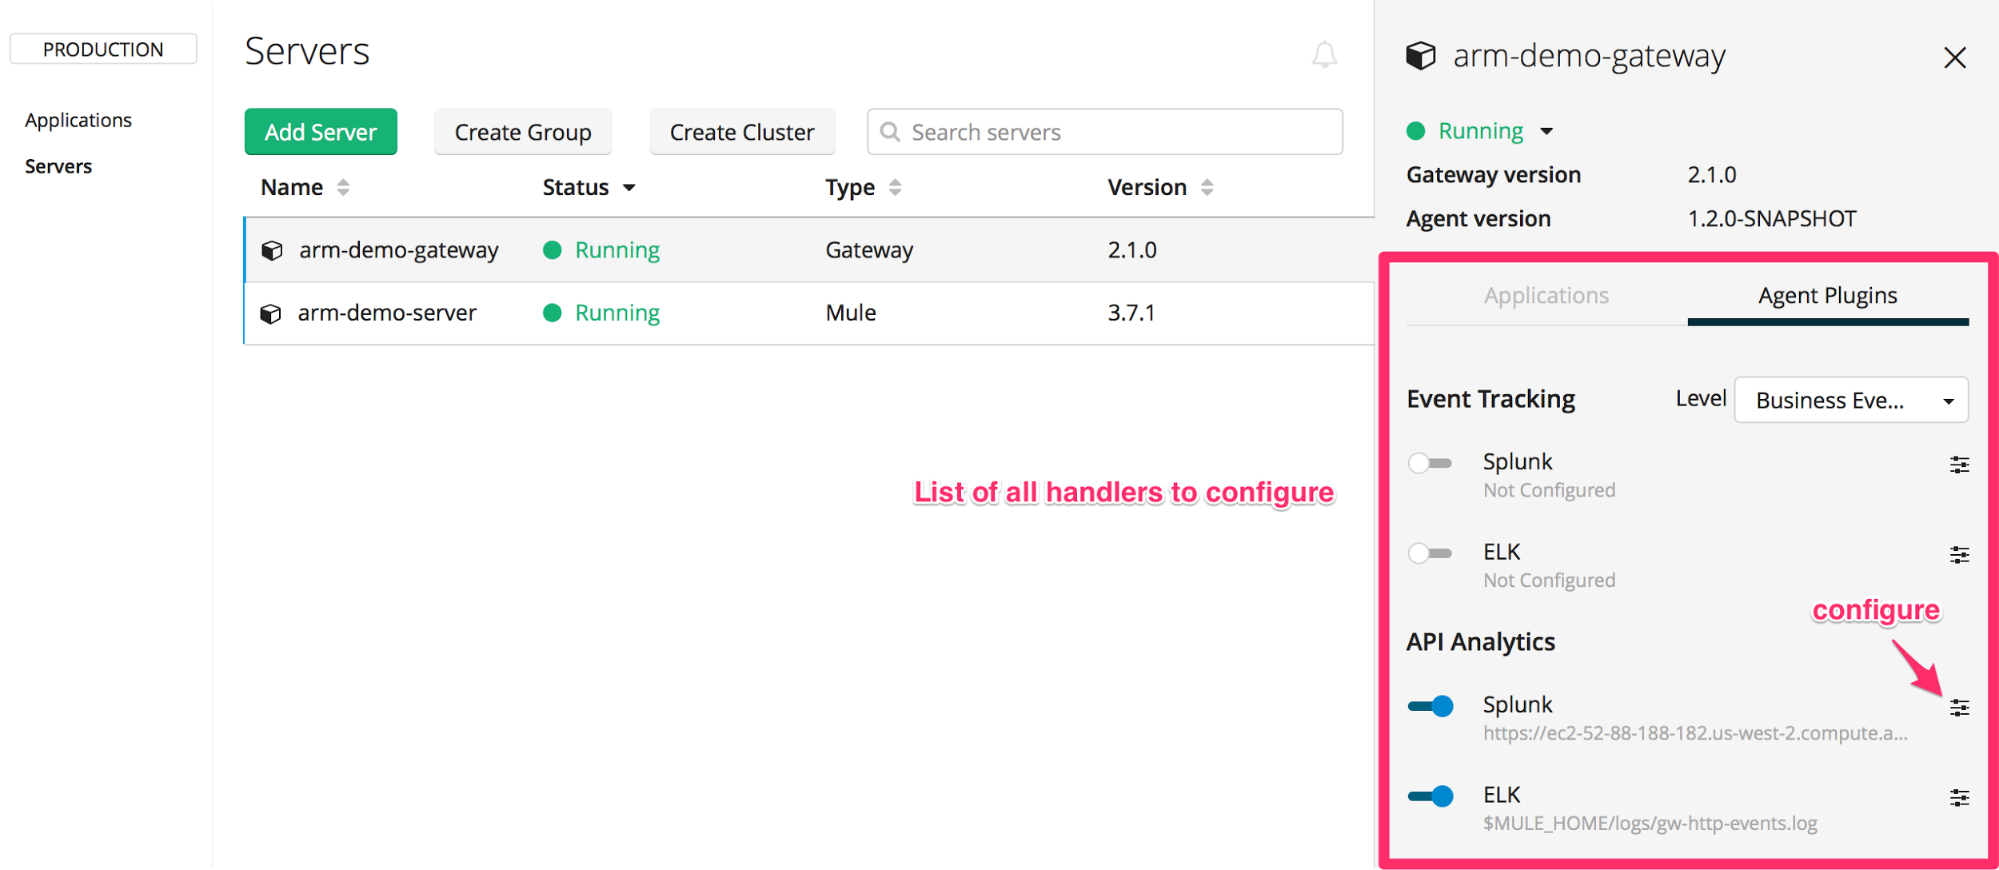 PRODUCTION
Applications
Servers
Servers
Add Server
Create Group
Create Cluster
Search servers
Name
Status
Type
Version
arm-demo-gateway
Running
Gateway
2.1.0
arm-demo-server
Running
Mule
3.7.1
List of all handlers to configure
arm-demo-gateway
Running
Gateway version
2.1.0
Agent version
1.2.0-SNAPSHOT
Applications
Agent Plugins
Event Tracking
Level
Business Eve...
Splunk
Not Configured
ELK
Not Configured
configure
API Analytics
Splunk
https://ec2-52-88-188-182.us-west-2.compute.a...
ELK
$MULE_HOME/logs/gw-http-events.log